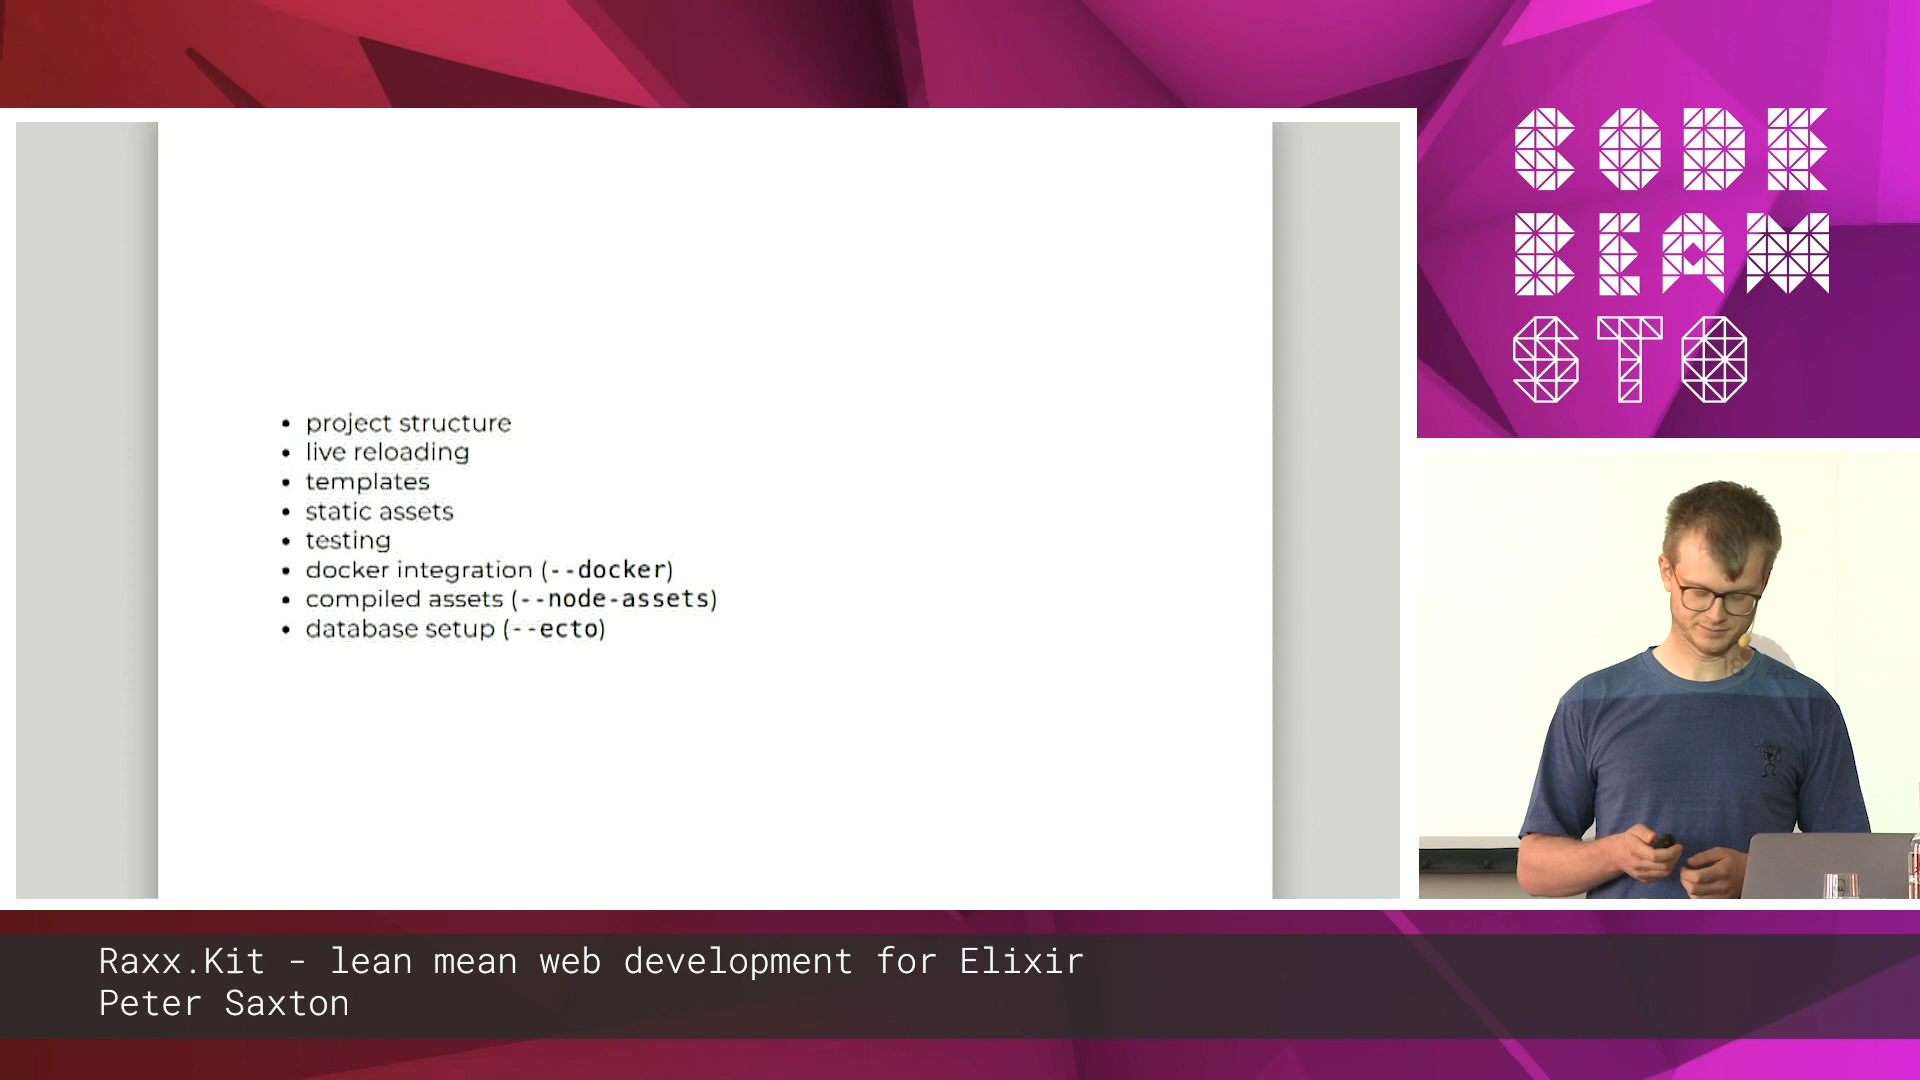 CODE
BEAM
STO
project structure
live reloading
templates
static assets
testing
docker integration (--docker)
compiled assets (--node-assets)
database setup (--ecto)
Raxx.Kit - lean mean web development for Elixir
Peter Saxton